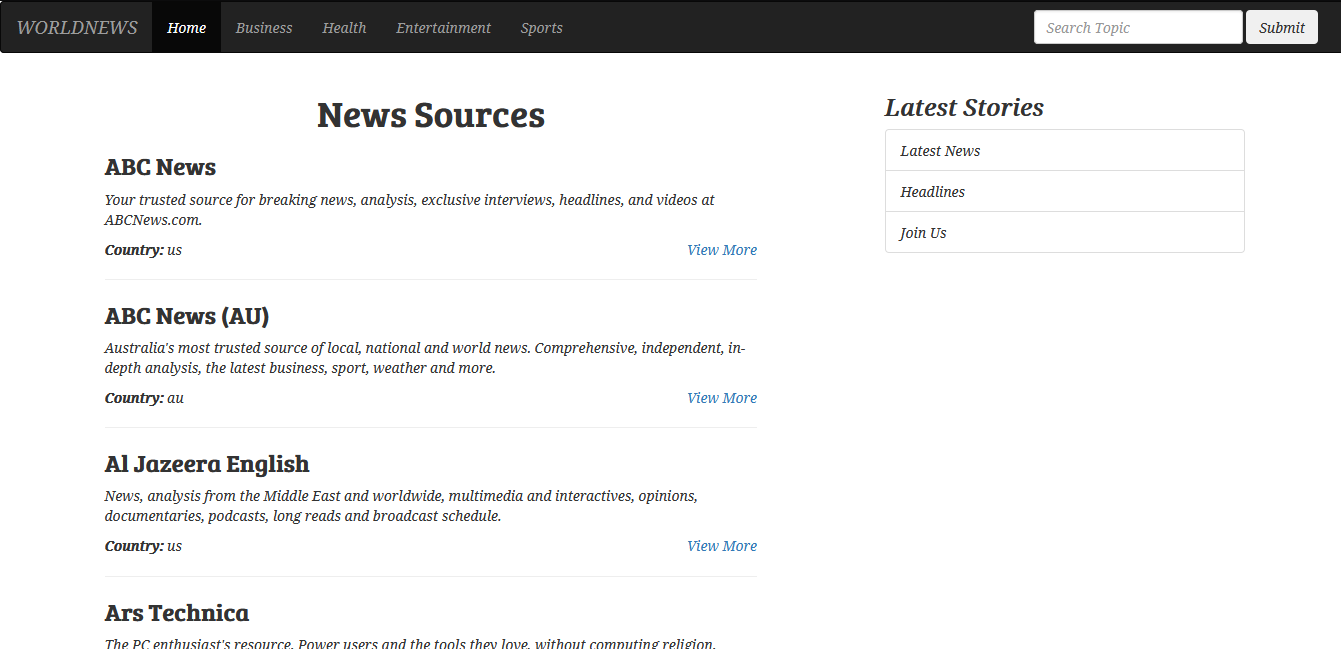 WORLDNEWS
Home
Business
Health
Entertainment
Sports
Search Topic
Submit
News Sources
ABC News
Your trusted source for breaking news, analysis, exclusive interviews, headlines, and videos at
ABCNews.com.
Country: us
View More
ABC News (AU)
Australia's most trusted source of local, national and world news. Comprehensive, independent, in-
depth analysis, the latest business, sport, weather and more.
Country: au
View More
Al Jazeera English
News, analysis from the Middle East and worldwide, multimedia and interactives, opinions,
documentaries, podcasts, long reads and broadcast schedule.
Country: us
View More
Ars Technica
The PC enthusiast's resource. Power users and the tools they love, without computing religion.
Latest Stories
Latest News
Headlines
Join Us